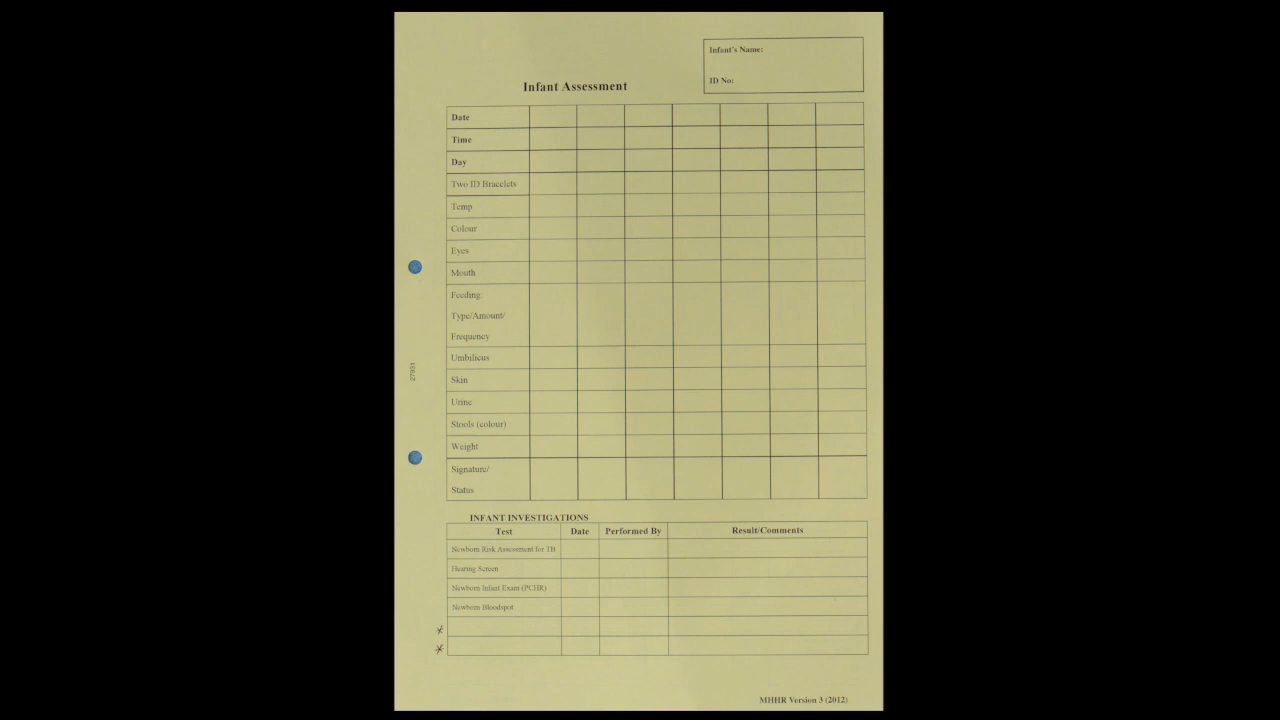 Infant's Name:
ID No:
Infant Assessment
Date
Time
Day
Two ID Bracelets
Temp
Colour
Eyes
Mouth
Feeding:
Type/Amount/
Frequency
Umbilicus
Skin
Urine
Stools (colour)
Weight
Signature/
Status
27931
INFANT INVESTIGATIONS
Test Date Performed By Result/Comments
Newborn Risk Assessment for TB
Hearing Screen
Newborn Infant Exam (PCHR)
Newborn Bloodspot
*
*
MHHR Version 3 (2012)